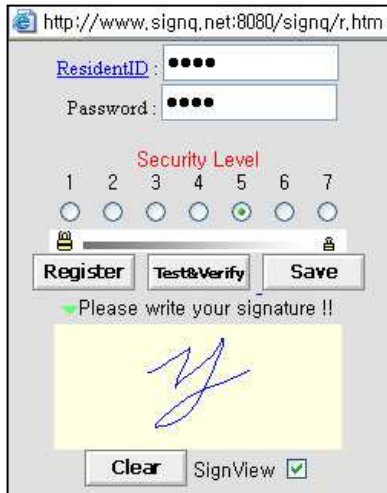 http://www.signq.net:8080/signq/r.htm
ResidentID :
Password :
Security Level
1 2 3 4 5 6 7
Register Test&Verify Save
Please write your signature !!
Clear SignView